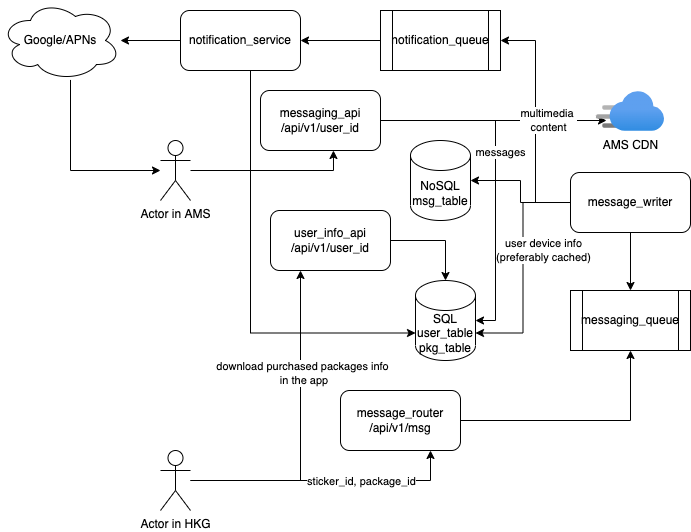 Google/APNs
notification_service
notification_queue
messaging_api
/api/v1/user_id
multimedia
content
AMS CDN
messages
NoSQL
msg_table
message_writer
Actor in AMS
user_info_api
/api/v1/user_id
user device info
(preferably cached)
SQL
user_table
pkg_table
messaging_queue
download purchased packages info
in the app
message_router
/api/v1/msg
sticker_id, package_id
Actor in HKG